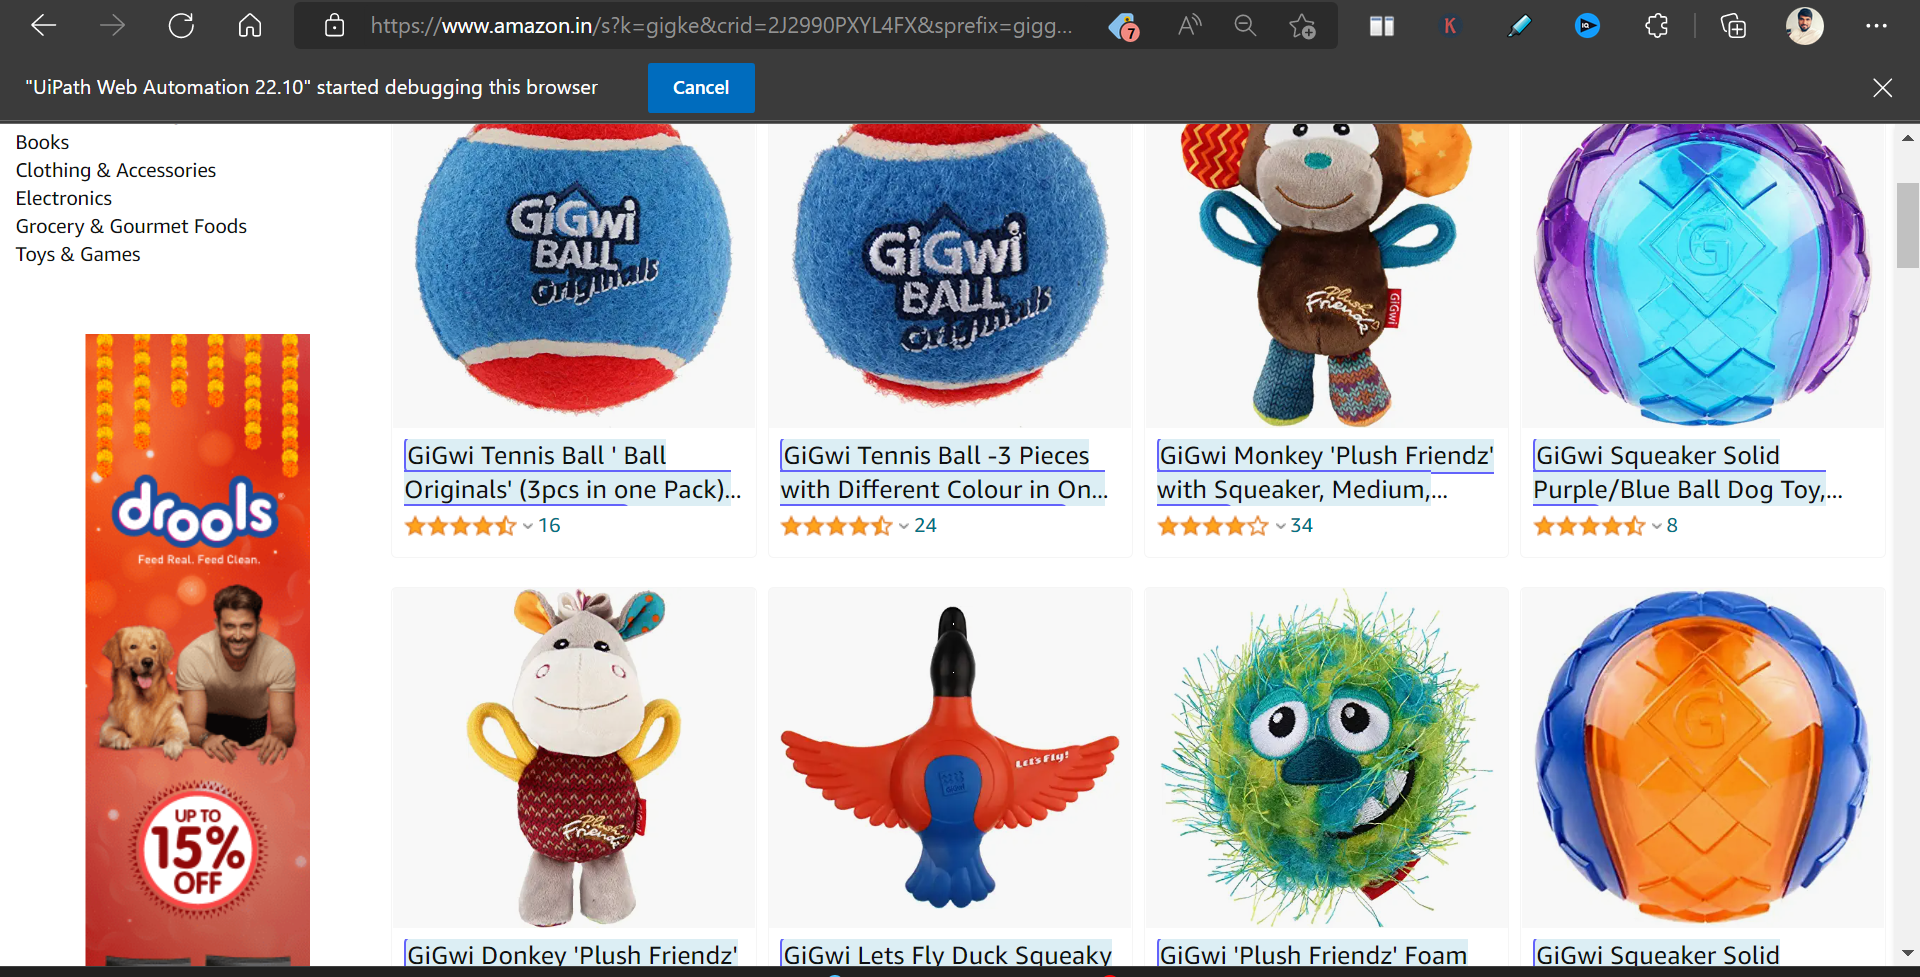 https://www.amazon.in/s?k=gigke&crid=2J2990PXYL4FX&sprefix=gigg...
7
K
"UiPath Web Automation 22.10" started debugging this browser
Cancel
Books
Clothing & Accessories
Electronics
Grocery & Gourmet Foods
Toys & Games
drools
Feed Real. Feed Clean.
UP TO
15%
OFF
GiGwi
BALL
Originals
GiGwi
BALL
Originals
Plush
Friendz
GiGwi
G
GiGwi Tennis Ball ' Ball
Originals' (3pcs in one Pack)...
16
GiGwi Tennis Ball -3 Pieces
with Different Colour in On...
24
GiGwi Monkey 'Plush Friendz'
with Squeaker, Medium,...
34
GiGwi Squeaker Solid
Purple/Blue Ball Dog Toy,...
8
Plush
Friendz
Let's Fly!
GiGwi
G
GiGwi Donkey 'Plush Friendz'
GiGwi Lets Fly Duck Squeaky
GiGwi 'Plush Friendz' Foam
GiGwi Squeaker Solid